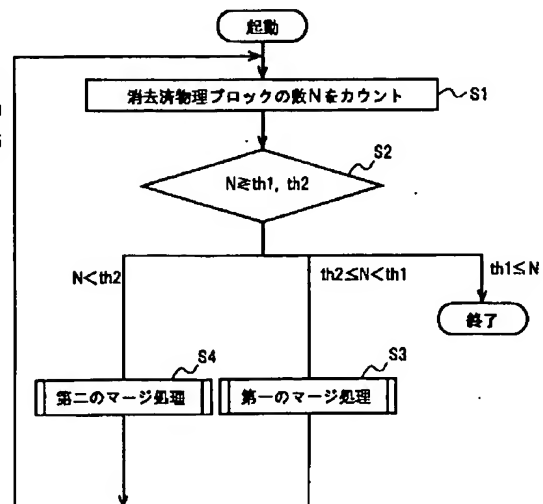 起動
消去済物理ブロックの数Nをカウント
S1
S2
N≧th1, th2
N<th2
th2≦N<th1
th1≦N
終了
S4
S3
第二のマージ処理
第一のマージ処理